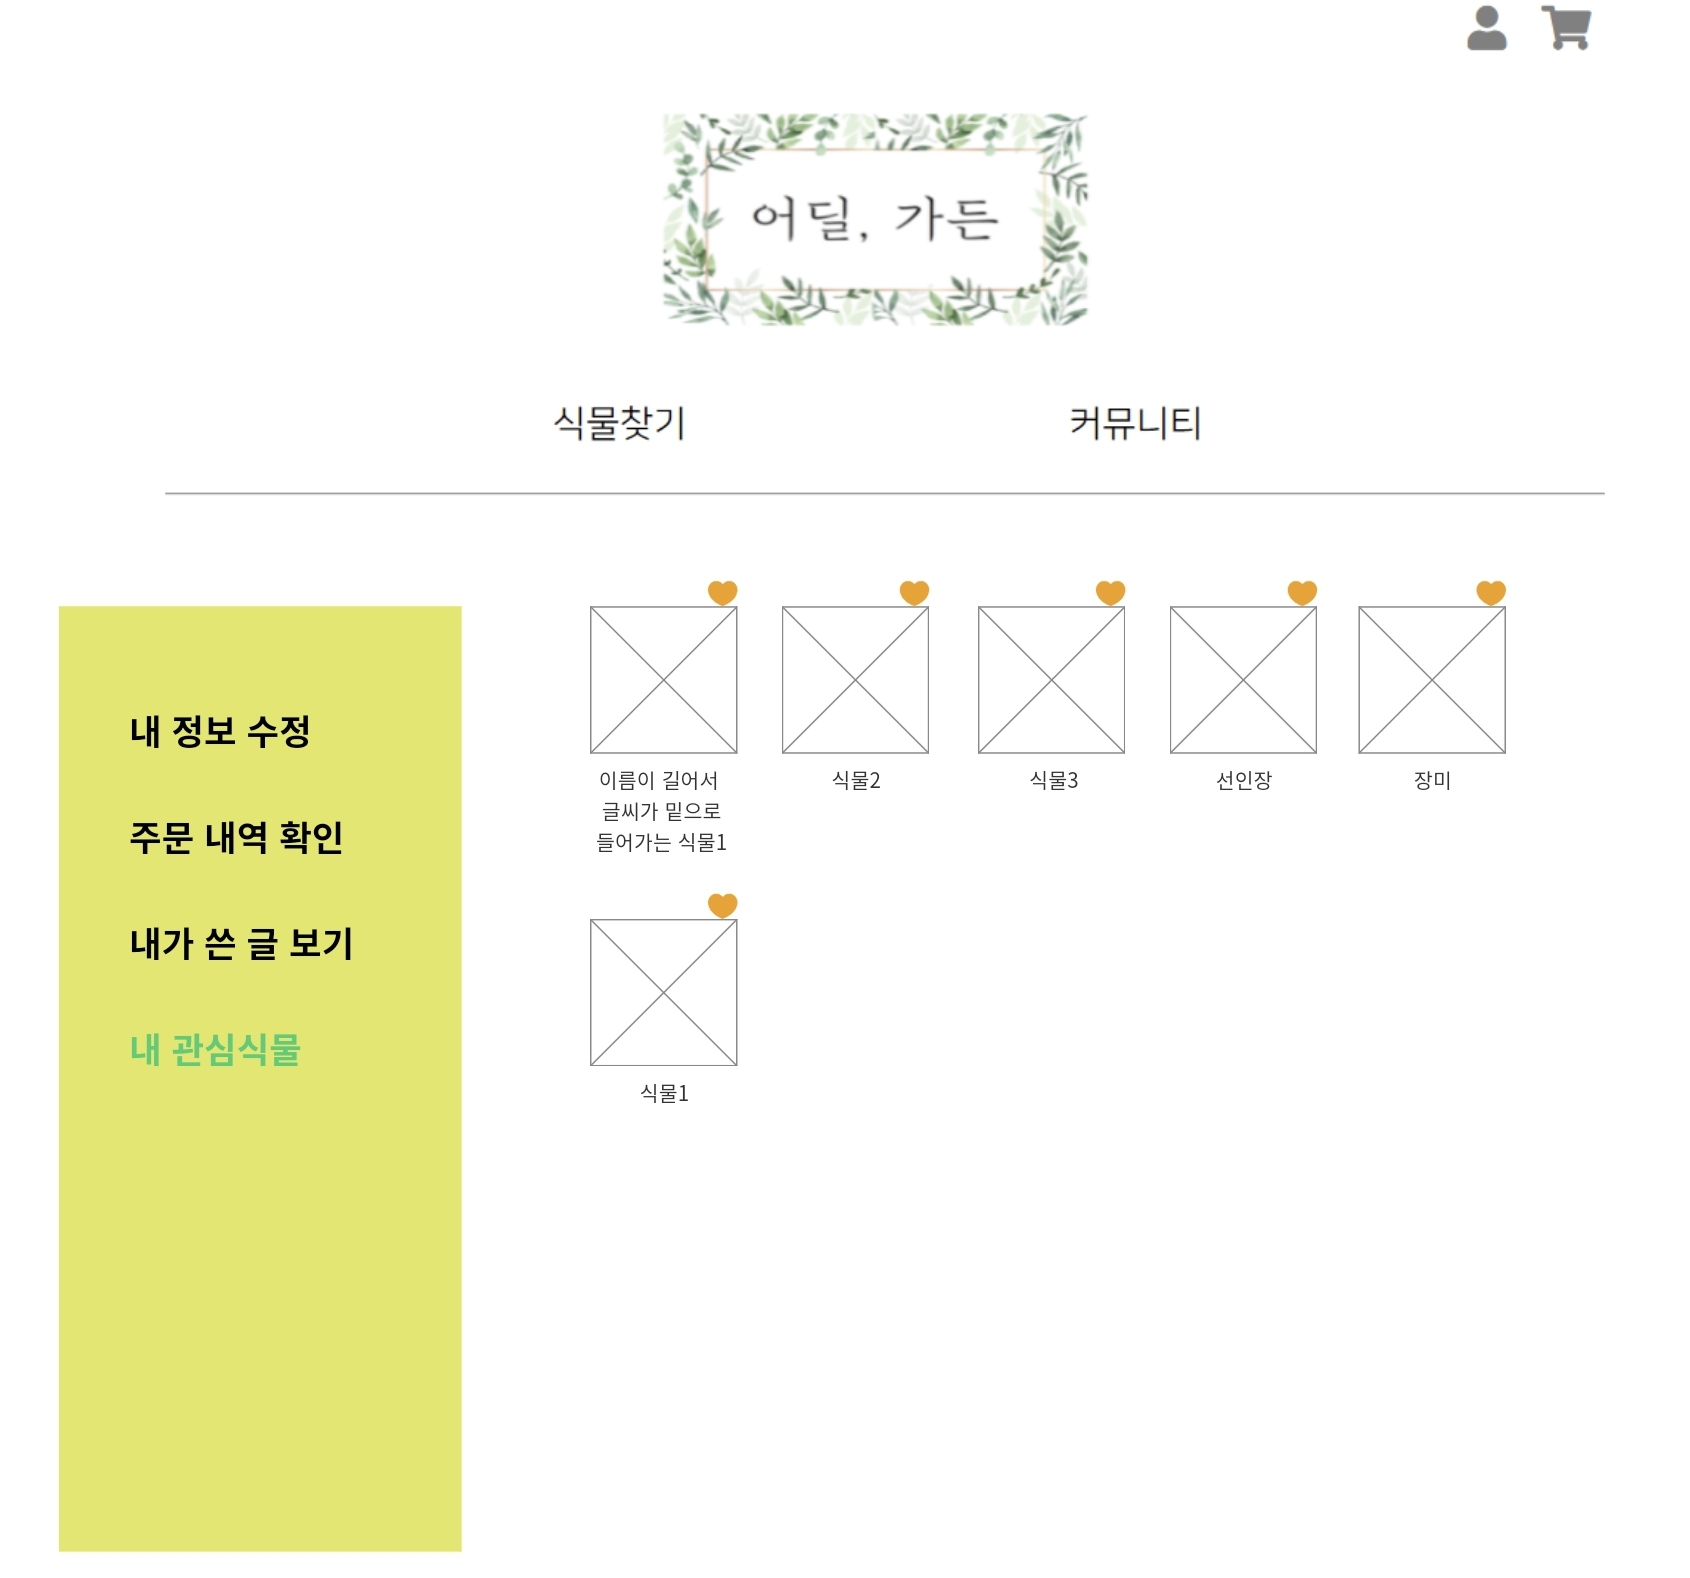 어딜, 가든
식물찾기
커뮤니티
내 정보 수정
주문 내역 확인
내가 쓴 글 보기
내 관심식물
이름이 길어서
글씨가 밑으로
들어가는 식물1
식물2
식물3
선인장
장미
식물1